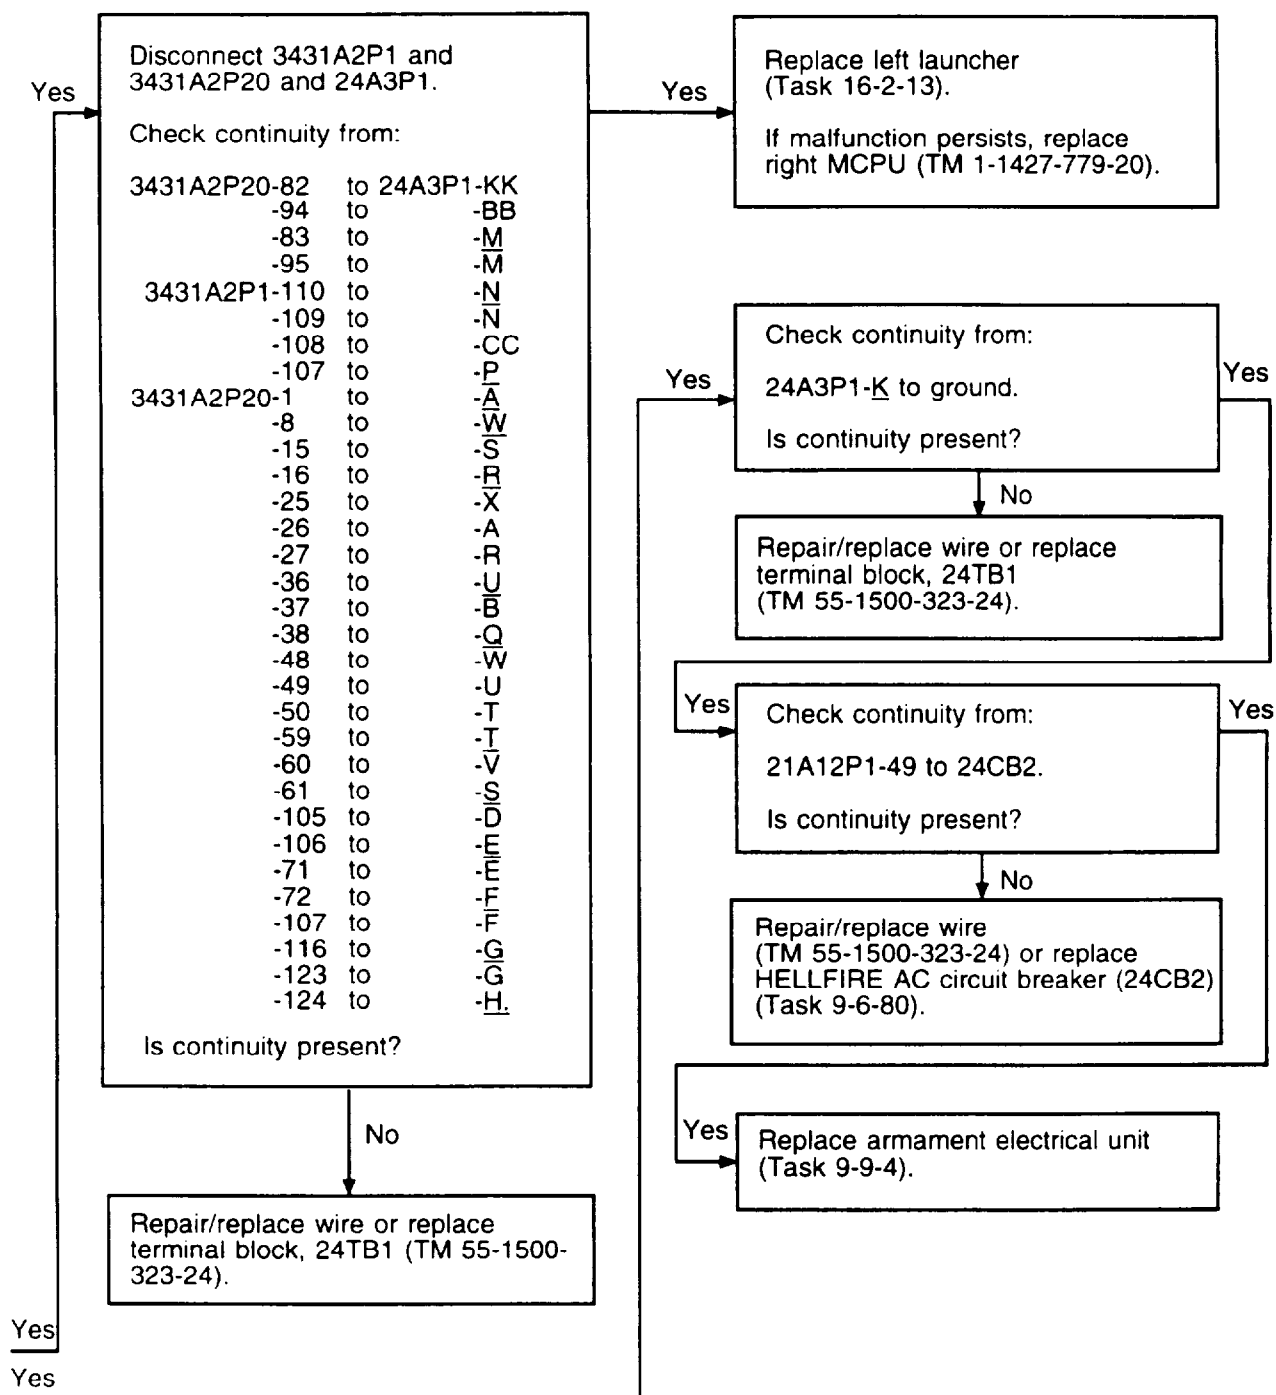 Yes
Disconnect 3431A2P1 and
3431A2P20 and 24A3P1.
Check continuity from:
3431A2P20-82 to 24A3P1-KK
-94 to -BB
-83 to -M
-95 to -M
3431A2P1-110 to -N
-109 to -N
-108 to -CC
-107 to -P
3431A2P20-1 to -A
-8 to -W
-15 to -S
-16 to -R
-25 to -X
-26 to -A
-27 to -R
-36 to -U
-37 to -B
-38 to -Q
-48 to -W
-49 to -U
-50 to -T
-59 to -T
-60 to -V
-61 to -S
-105 to -D
-106 to -E
-71 to -E
-72 to -F
-107 to -F
-116 to -G
-123 to -G
-124 to -H.
Is continuity present?
No
Repair/replace wire or replace
terminal block, 24TB1 (TM 55-1500-
323-24).
Yes
Yes
Yes
Replace left launcher
(Task 16-2-13).
If malfunction persists, replace
right MCPU (TM 1-1427-779-20).
Yes
Check continuity from:
24A3P1-K to ground.
Is continuity present?
Yes
No
Repair/replace wire or replace
terminal block, 24TB1
(TM 55-1500-323-24).
Yes
Check continuity from:
21A12P1-49 to 24CB2.
Is continuity present?
Yes
No
Repair/replace wire
(TM 55-1500-323-24) or replace
HELLFIRE AC circuit breaker (24CB2)
(Task 9-6-80).
Yes
Replace armament electrical unit
(Task 9-9-4).